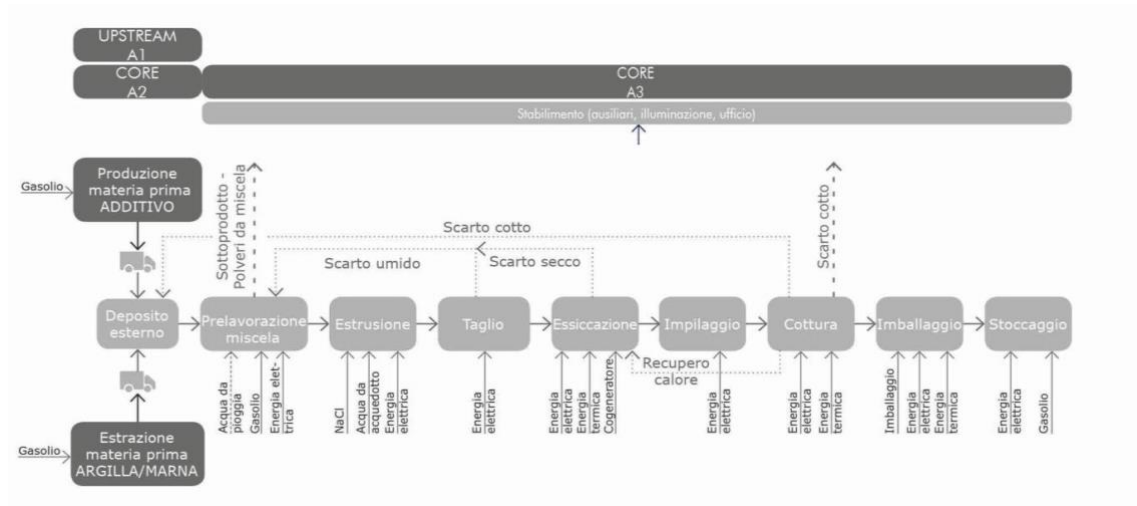 UPSTREAM
A1
CORE
A2
CORE
A3
Stabilimento (ausiliari, illuminazione, ufficio)
Gasolio
Produzione
materia prima
ADDITIVO
Sottoprodotto -
Polveri da miscela
Scarto cotto
Scarto cotto
Scarto umido
Scarto secco
Deposito
esterno
Prelavorazione
miscela
Estrusione
Taglio
Essiccazione
Impilaggio
Cottura
Imballaggio
Stoccaggio
Recupero
calore
Acqua da
pioggia
Gasolio
Energia elet-
trica
NaCl
Acqua da
acquedotto
Energia
elettrica
Energia
elettrica
Energia
elettrica
Energia
termica
Cogeneratore
Energia
elettrica
Energia
elettrica
Energia
termica
Imballaggio
Energia
elettrica
Energia
termica
Energia
elettrica
Gasolio
Gasolio
Estrazione
materia prima
ARGILLA/MARNA